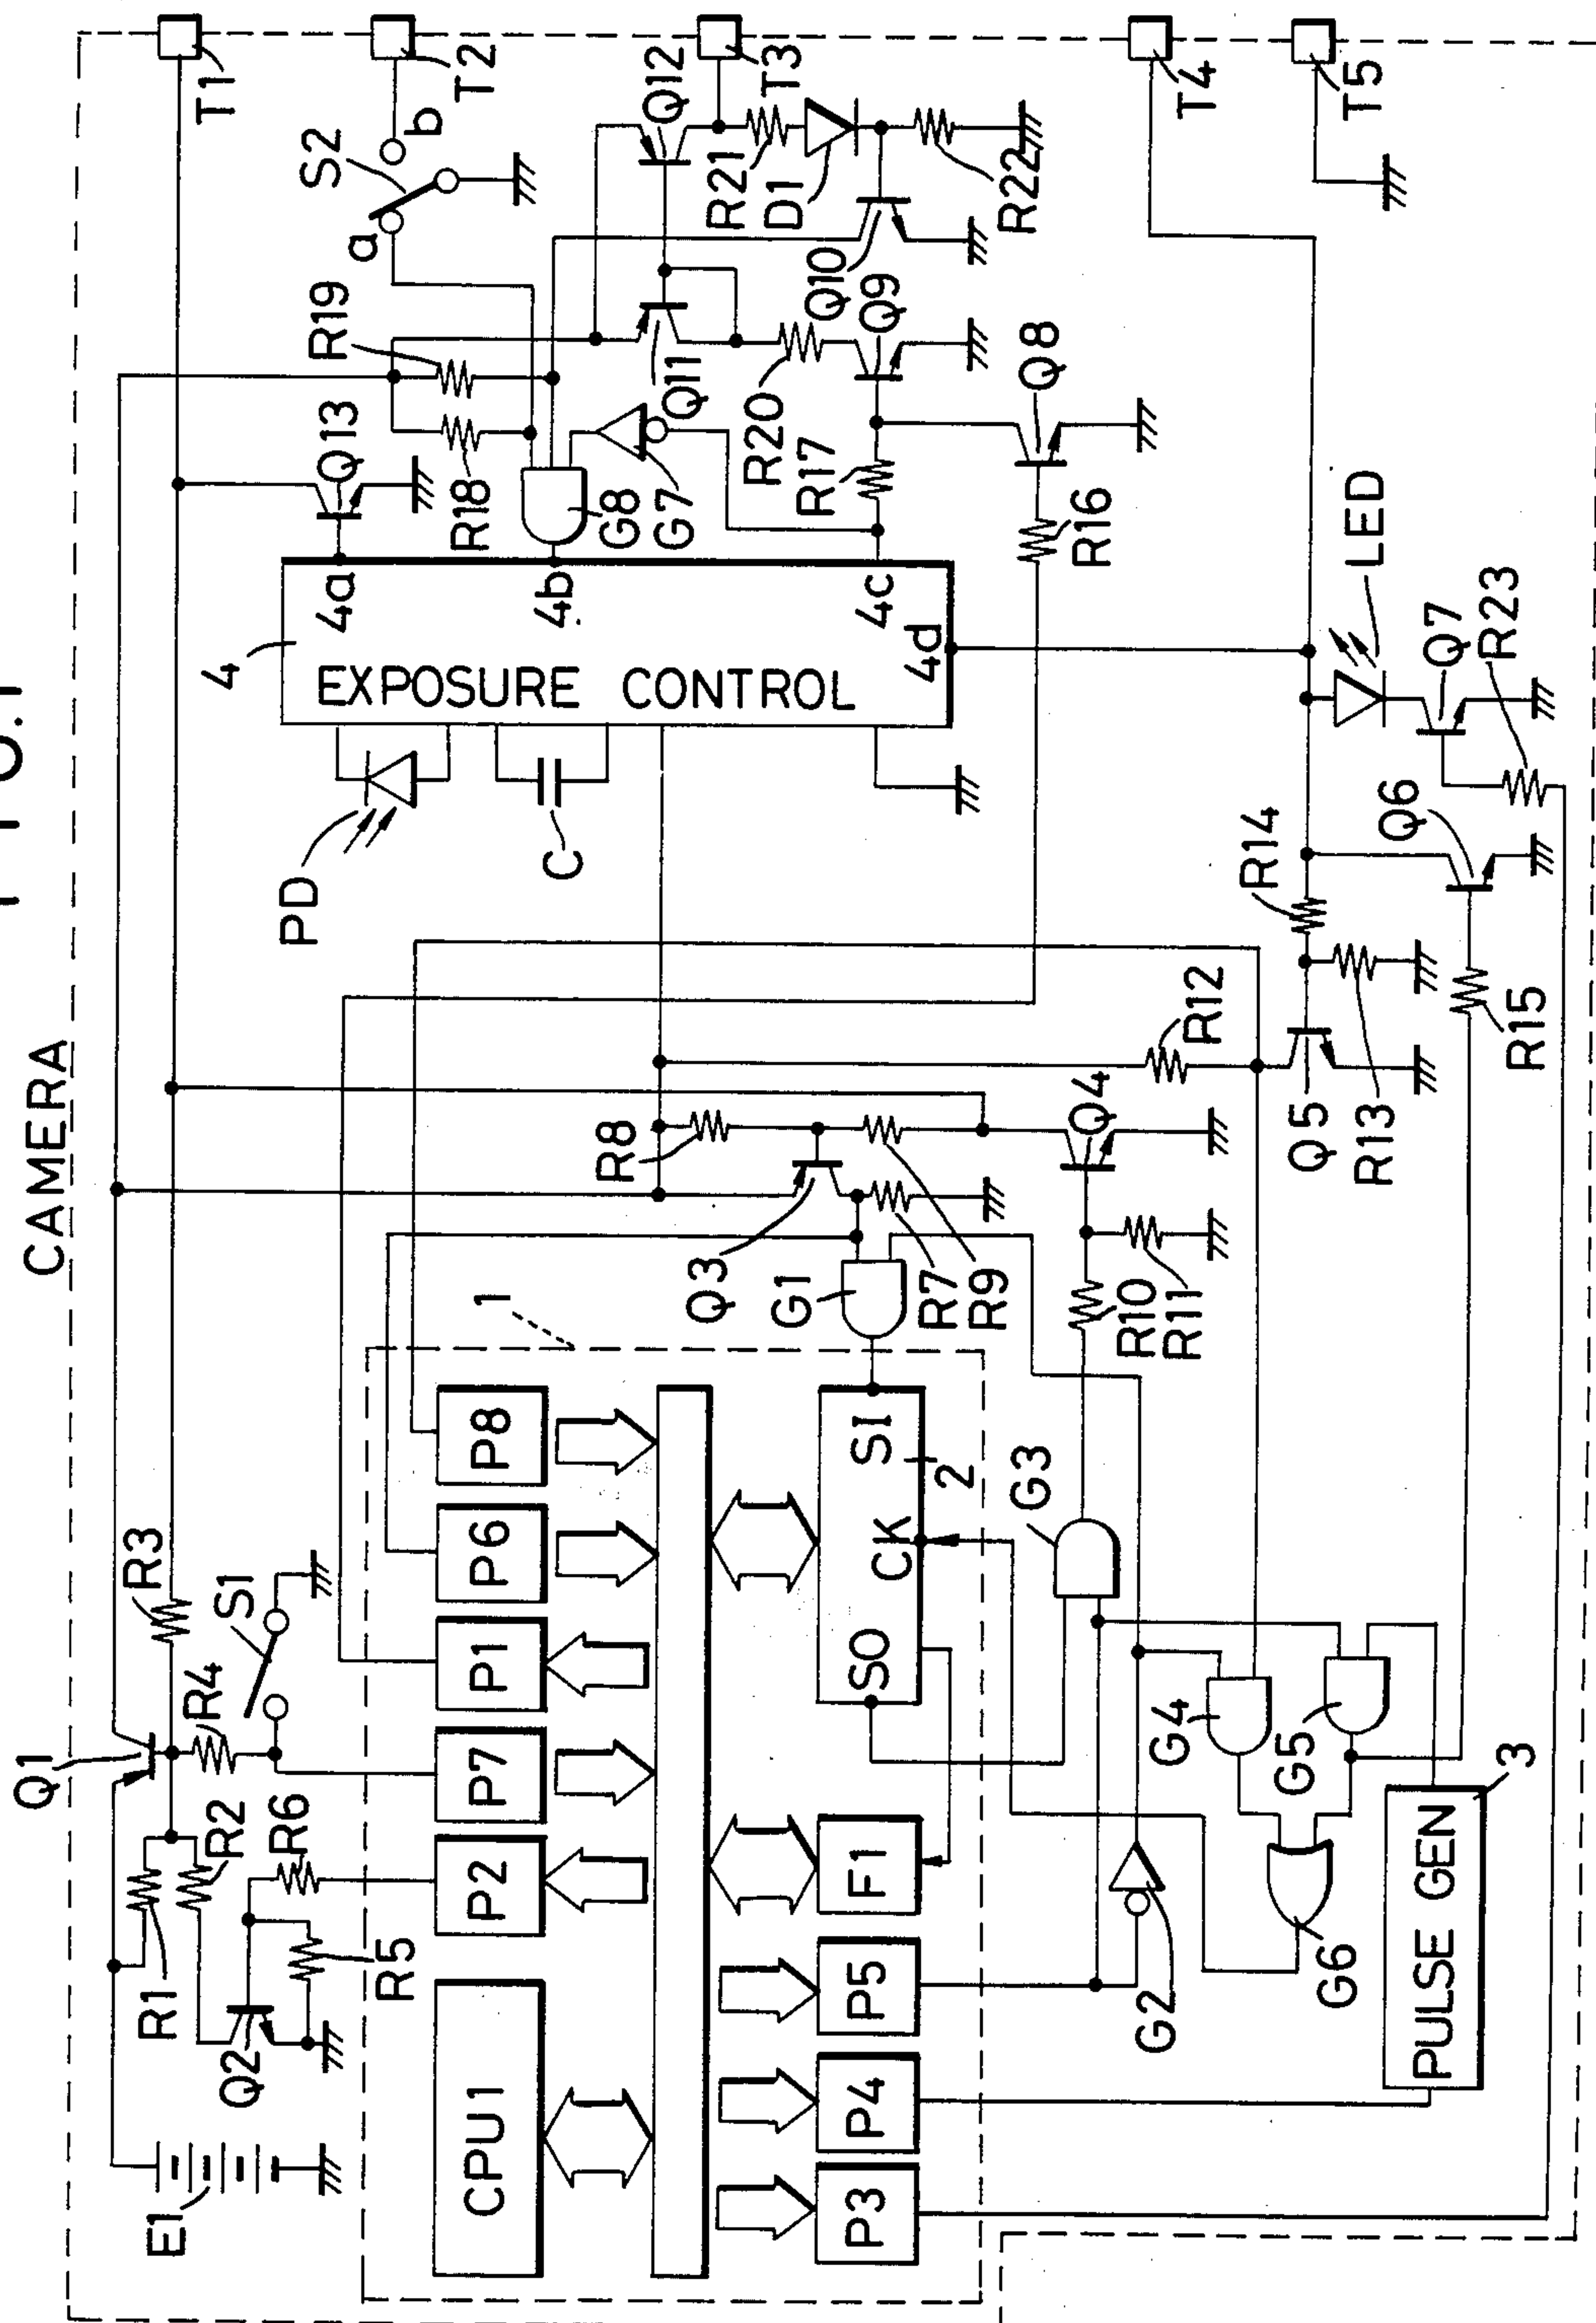 CAMERA
T1
T2
T3
T4
T5
S2
a
b
Q12
R21
D1
R22
Q10
Q9
R19
Q11
R20
Q8
Q13
R18
G8
G7
R17
R16
LED
4
4a
4b
4c
4d
EXPOSURE CONTROL
Q7
R23
PD
C
R14
Q6
R12
R15
R8
Q4
Q5
R13
Q3
G1
R7
R9
R10
R11
1
R3
S1
P8
P6
P1
P7
P2
CPU1
SI
CK
SO
2
G3
Q1
R4
R2
R6
R1
R5
Q2
E1
F1
P5
P4
P3
G4
G5
G2
G6
3
PULSE GEN